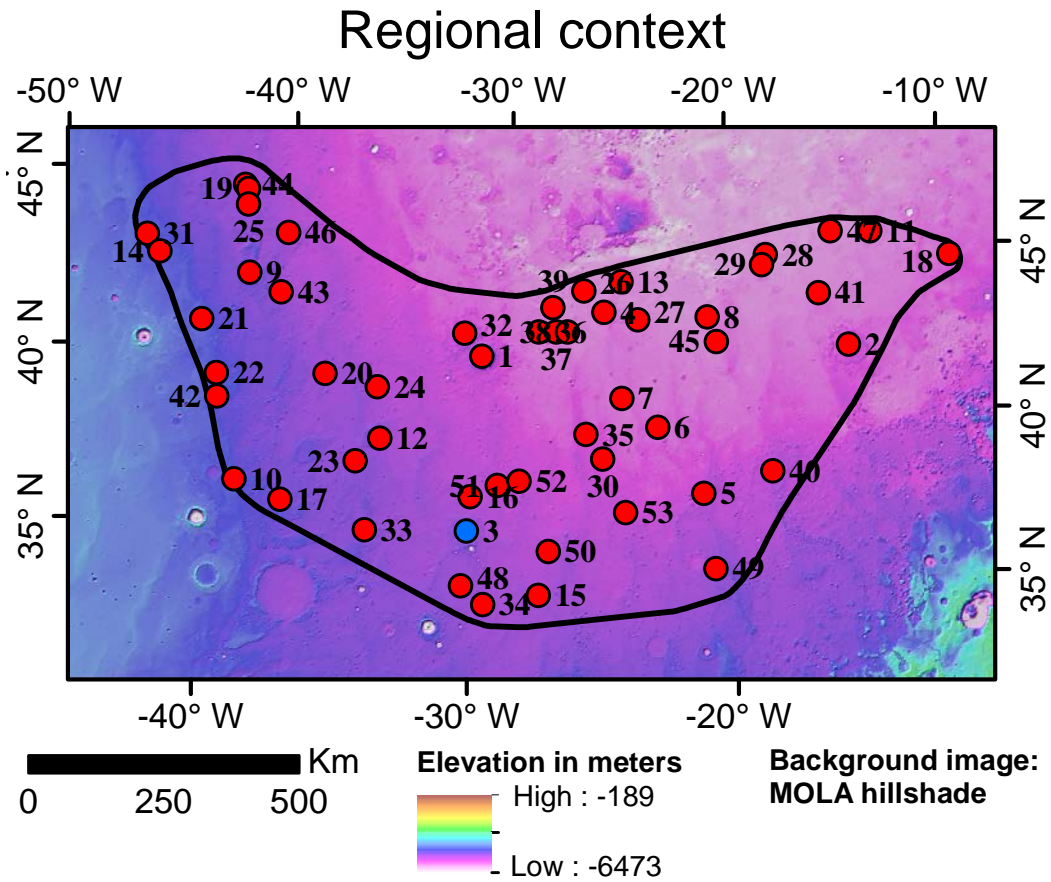 Regional context
-50° W -40° W -30° W -20° W -10° W
45° N
40° N
35° N
45° N
40° N
35° N
19 44
25 46
31
14
9
43
21
22
42
20
24
12
23
10
17
33
39 26 13
32 38 36 4 27 8
37
1
45
29 28
47 11
18
41
2
7
35 6
30
51 16 52
3
53
5
40
50
49
48
34 15
-40° W -30° W -20° W
Km
0 250 500
Elevation in meters
High : -189
Low : -6473
Background image:
MOLA hillshade